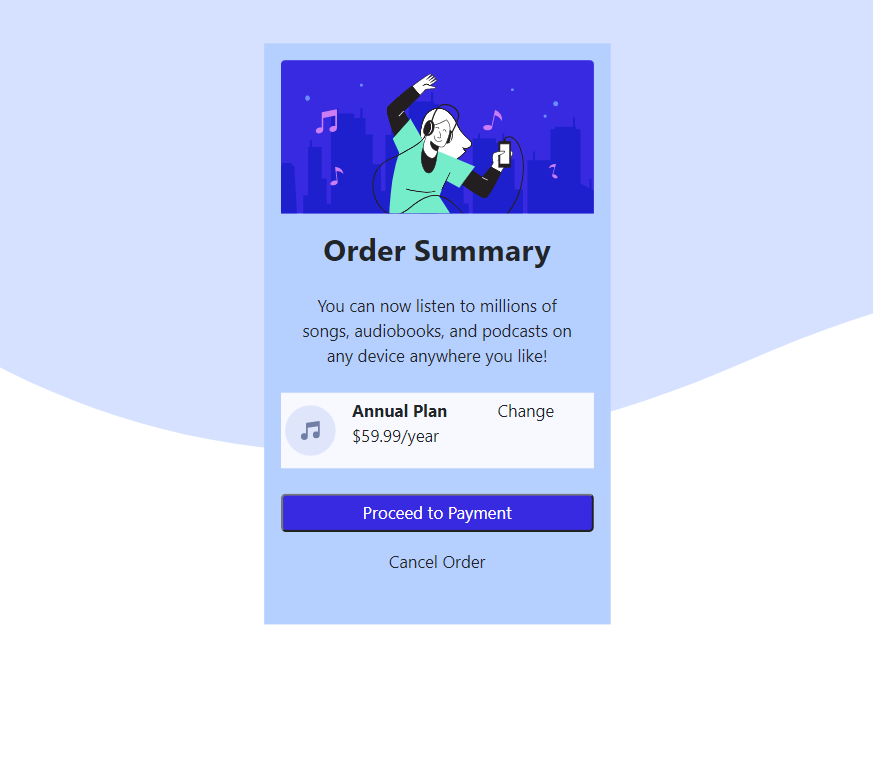 Order Summary
You can now listen to millions of
songs, audiobooks, and podcasts on
any device anywhere you like!
Annual Plan Change
$59.99/year
Proceed to Payment
Cancel Order